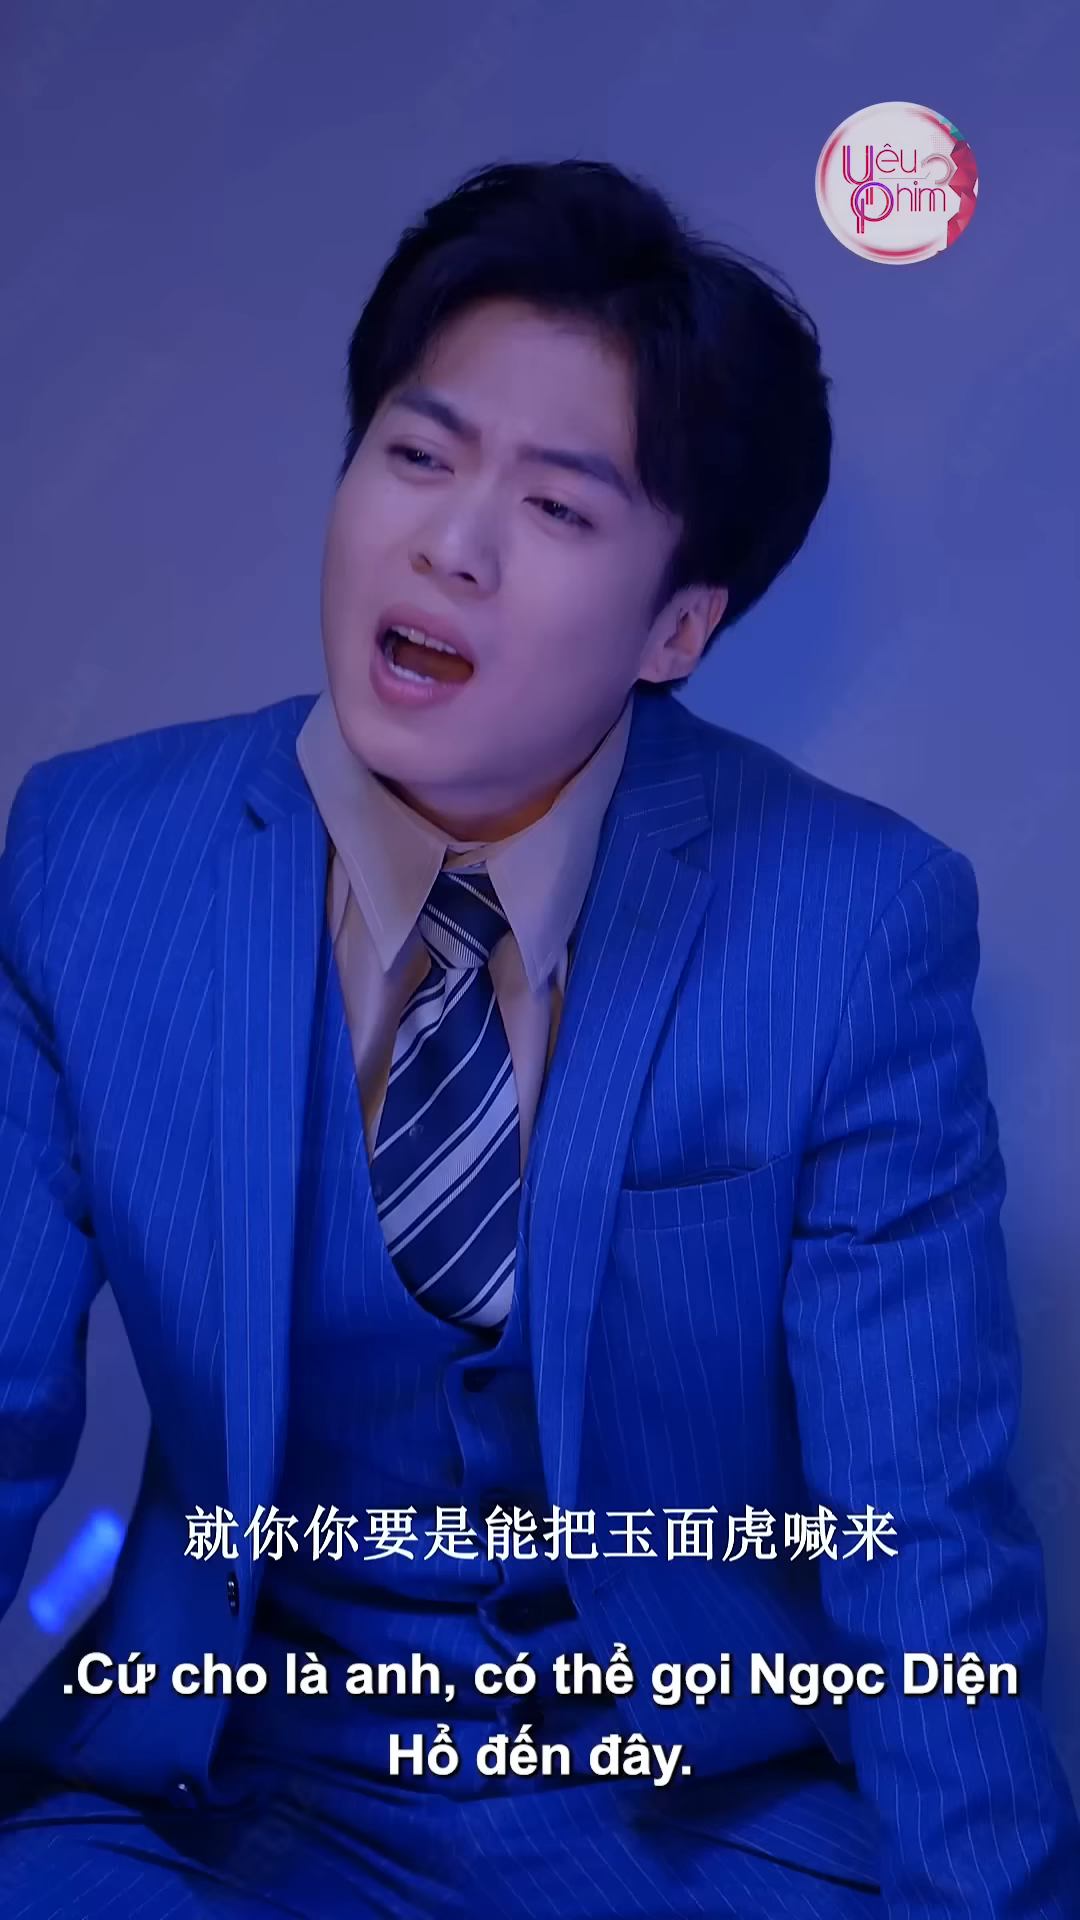 Yêu
Phim
就你你要是能把玉面虎喊来
.Cứ cho là anh, có thể gọi Ngọc Diện
Hổ đến đây.